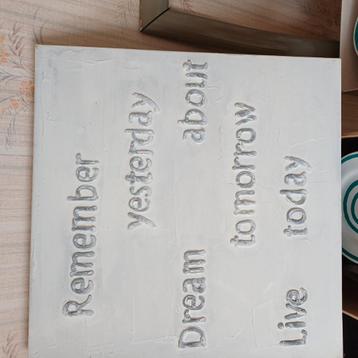 Remember
yesterday
Dream about
tomorrow
Live today